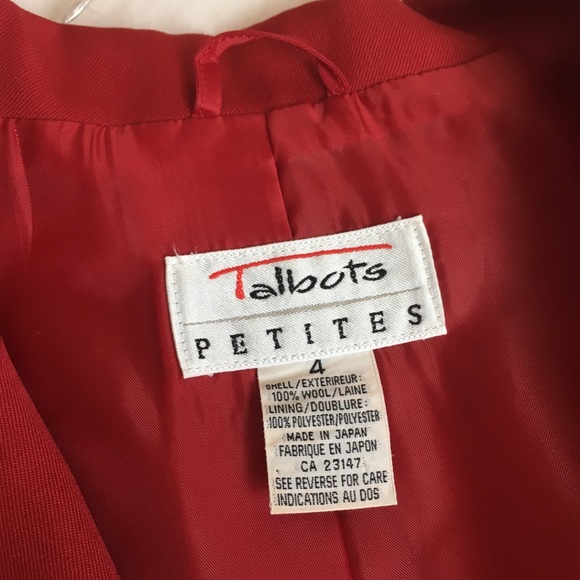 Talbots
PETITES
4
SHELL/EXTERIREUR:
100% WOOL/LAINE
LINING/DOUBLURE:
100% POLYESTER/POLYESTER
MADE IN JAPAN
FABRIQUE EN JAPON
CA 23147
SEE REVERSE FOR CARE
INDICATIONS AU DOS